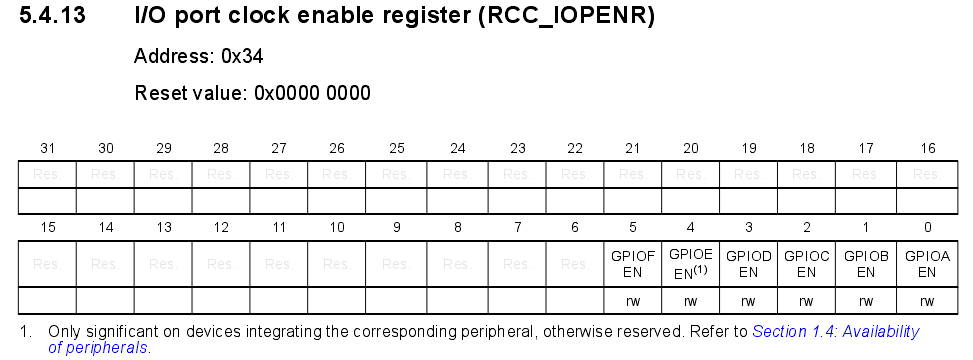 5.4.13 I/O port clock enable register (RCC_IOPENR)
Address: 0x34
Reset value: 0x0000 0000
31 30 29 28 27 26 25 24 23 22 21 20 19 18 17 16
Res. Res. Res. Res. Res. Res. Res. Res. Res. Res. Res. Res. Res. Res. Res. Res.
15 14 13 12 11 10 9 8 7 6 5 4 3 2 1 0
Res. Res. Res. Res. Res. Res. Res. Res. Res. Res. GPIOF EN GPIOE EN(1) GPIOD EN GPIOC EN GPIOB EN GPIOA EN
rw rw rw rw rw rw
1. Only significant on devices integrating the corresponding peripheral, otherwise reserved. Refer to Section 1.4: Availability
of peripherals.